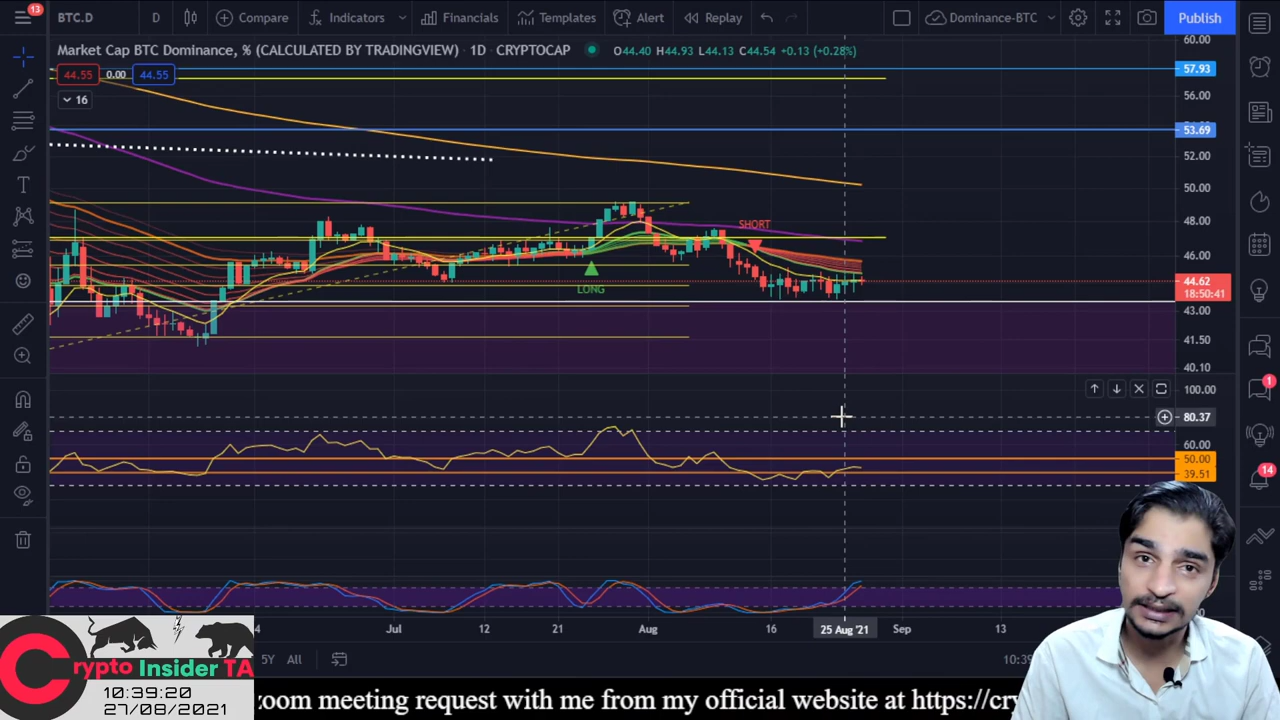 13
BTC.D
D
Compare
Indicators
Financials
Templates
Alert
Replay
Dominance-BTC
Publish
Market Cap BTC Dominance, % (CALCULATED BY TRADINGVIEW) · 1D · CRYPTOCAP
O44.40 H44.93 L44.13 C44.54 +0.13 (+0.28%)
44.55 0.00 44.55
16
60.00
57.93
56.00
53.69
52.00
50.00
48.00
46.00
44.62
18:50:41
43.00
41.50
40.10
SHORT
LONG
100.00
80.37
60.00
50.00
39.51
1
14
Jul
12
21
Aug
16
25 Aug '21
Sep
13
5Y
All
Crypto Insider TA
10:39:20
27/08/2021
zoom meeting request with me from my official website at https://cry